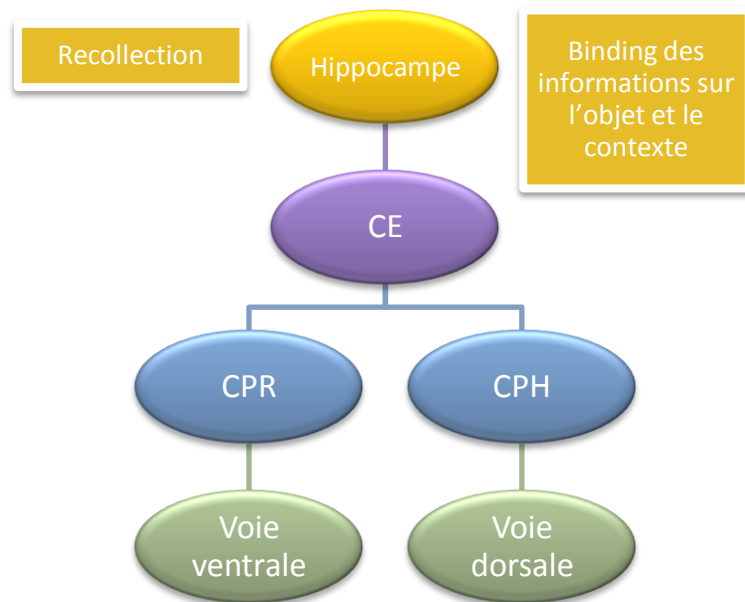 Recollection
Hippocampe
Binding des
informations sur
l'objet et le
contexte
CE
CPR
CPH
Voie
ventrale
Voie
dorsale